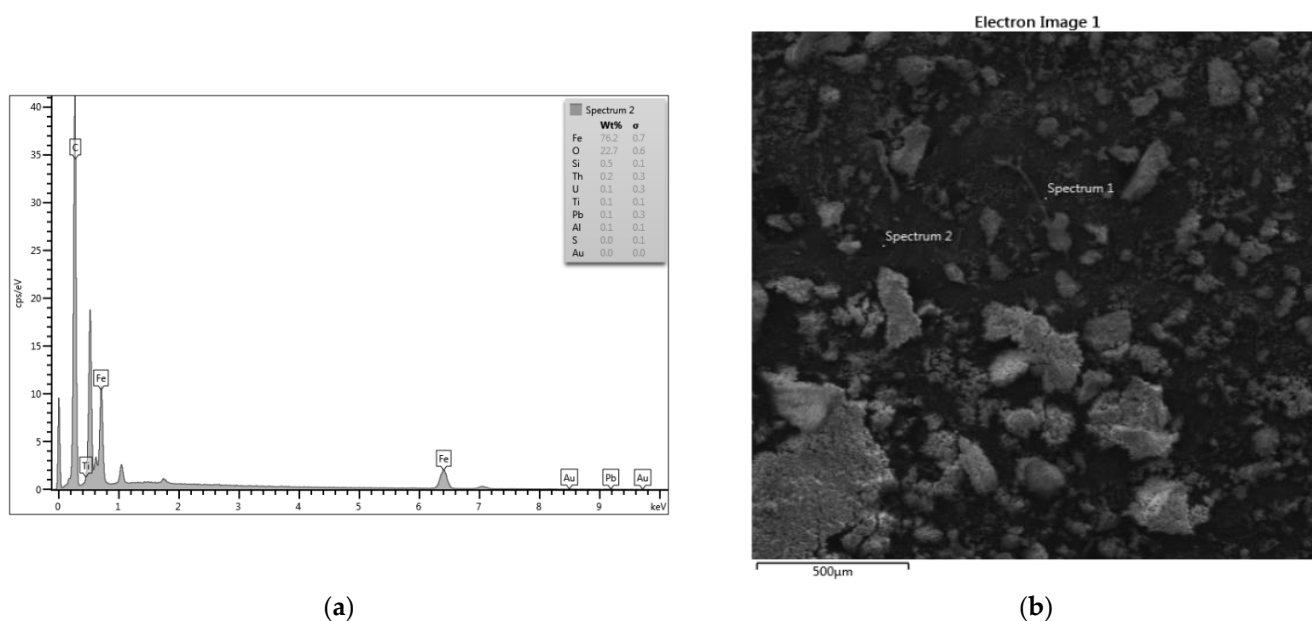 Electron Image 1
40
35
30
25
20
15
10
5
0
cps/eV
C
Ti
Fe
Fe
Au
Pb
Au
0 1 2 3 4 5 6 7 8 9 keV
Spectrum 2
Wt% σ
Fe 76.2 0.7
O 22.7 0.6
Si 0.5 0.1
Th 0.2 0.3
U 0.1 0.3
Ti 0.1 0.1
Pb 0.1 0.3
Al 0.1 0.1
S 0.0 0.1
Au 0.0 0.0
Spectrum 1
Spectrum 2
500µm
(a)
(b)